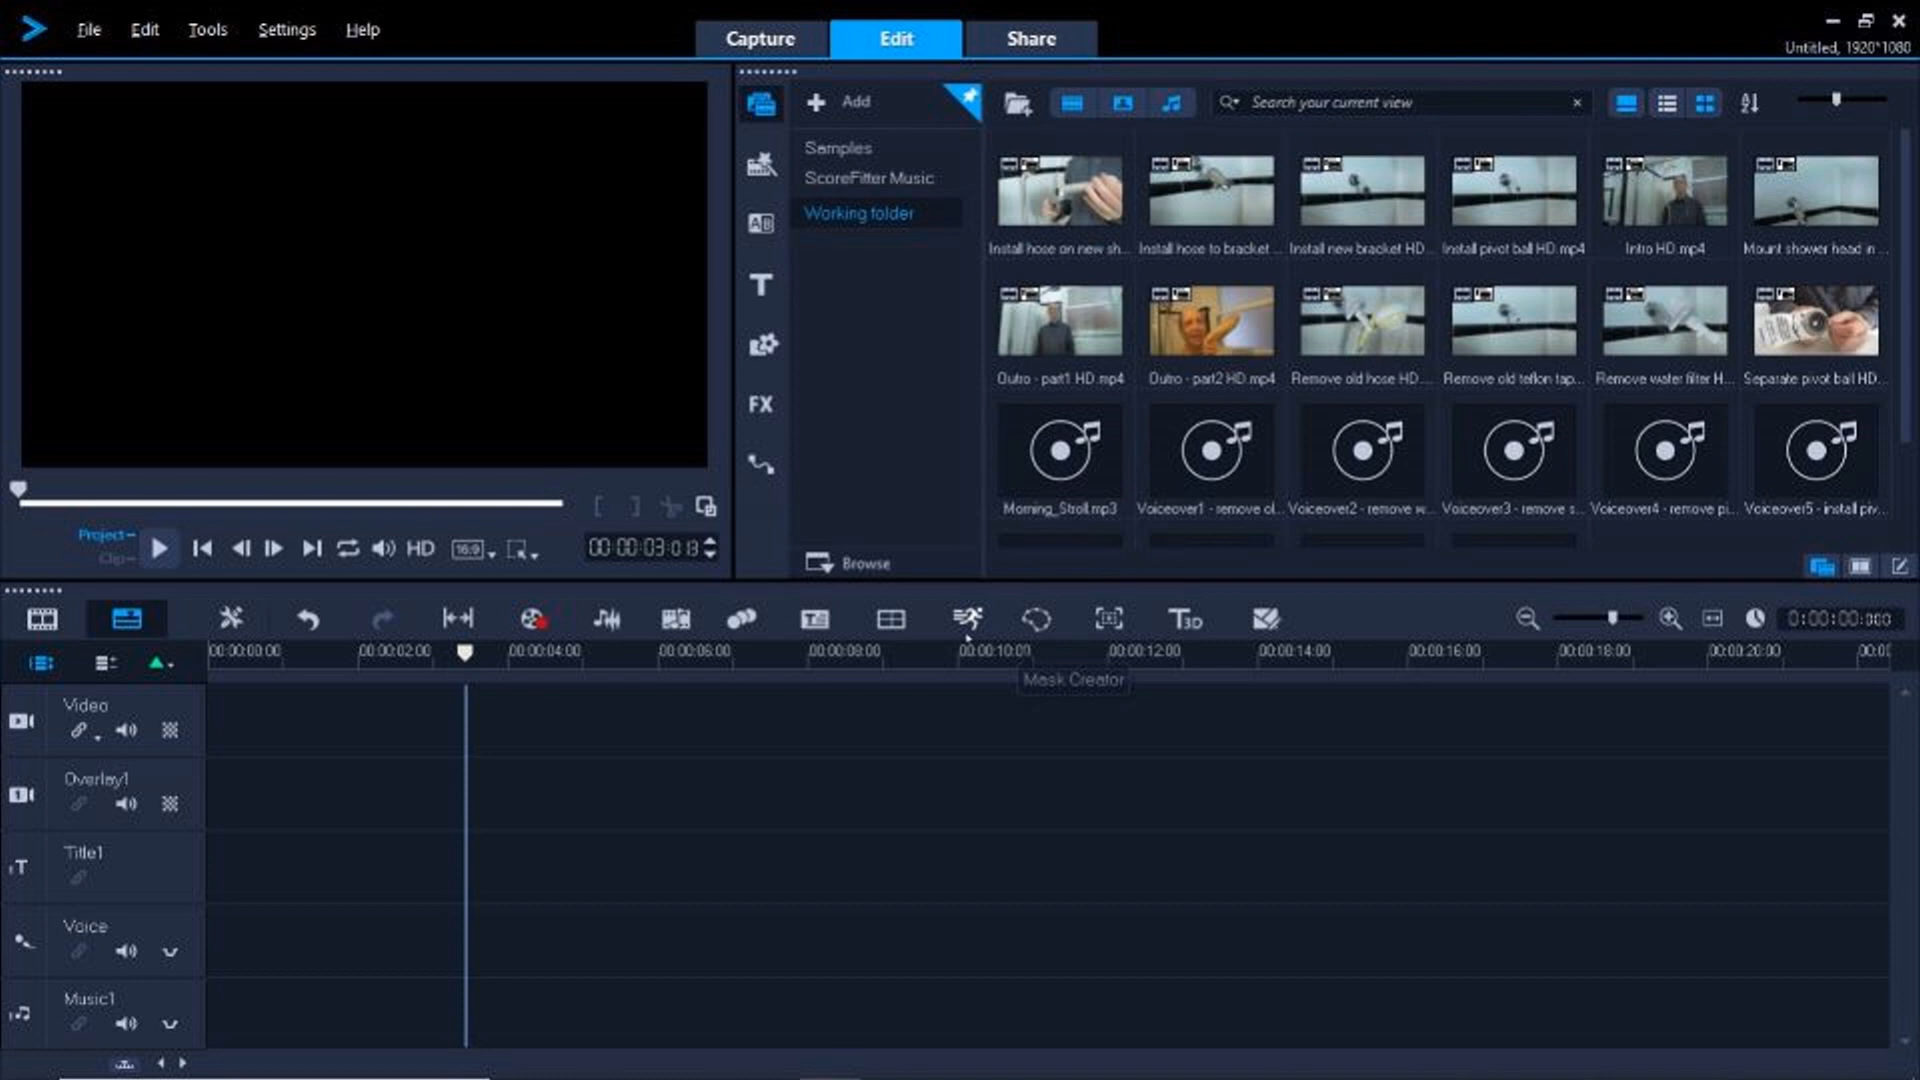 File Edit Tools Settings Help
Capture Edit Share
Untitled, 1920*1080
Add
Search your current view
Samples
ScoreFitter Music
Working folder
Install hose on new sh... Install hose to bracket ... Install new bracket HD... Install pivot ball HD.mp4 Intro HD.mp4 Mount shower head in ...
Outro - part1 HD.mp4 Outro - part2 HD.mp4 Remove old hose HD... Remove old teflon tap... Remove water filter H... Separate pivot ball HD...
Morning_Stroll.mp3 Voiceover1 - remove ol... Voiceover2 - remove w... Voiceover3 - remove s... Voiceover4 - remove pi... Voiceover5 - install piv...
AB
T
FX
Browse
Project
Clip
HD
16:9
00:00:03:013
T3D
0:00:00:000
00:00:00:00 00:00:02:00 00:00:04:00 00:00:06:00 00:00:08:00 00:00:10:00 00:00:12:00 00:00:14:00 00:00:16:00 00:00:18:00 00:00:20:00
Mask Creator
Video
Overlay1
Title1
Voice
Music1